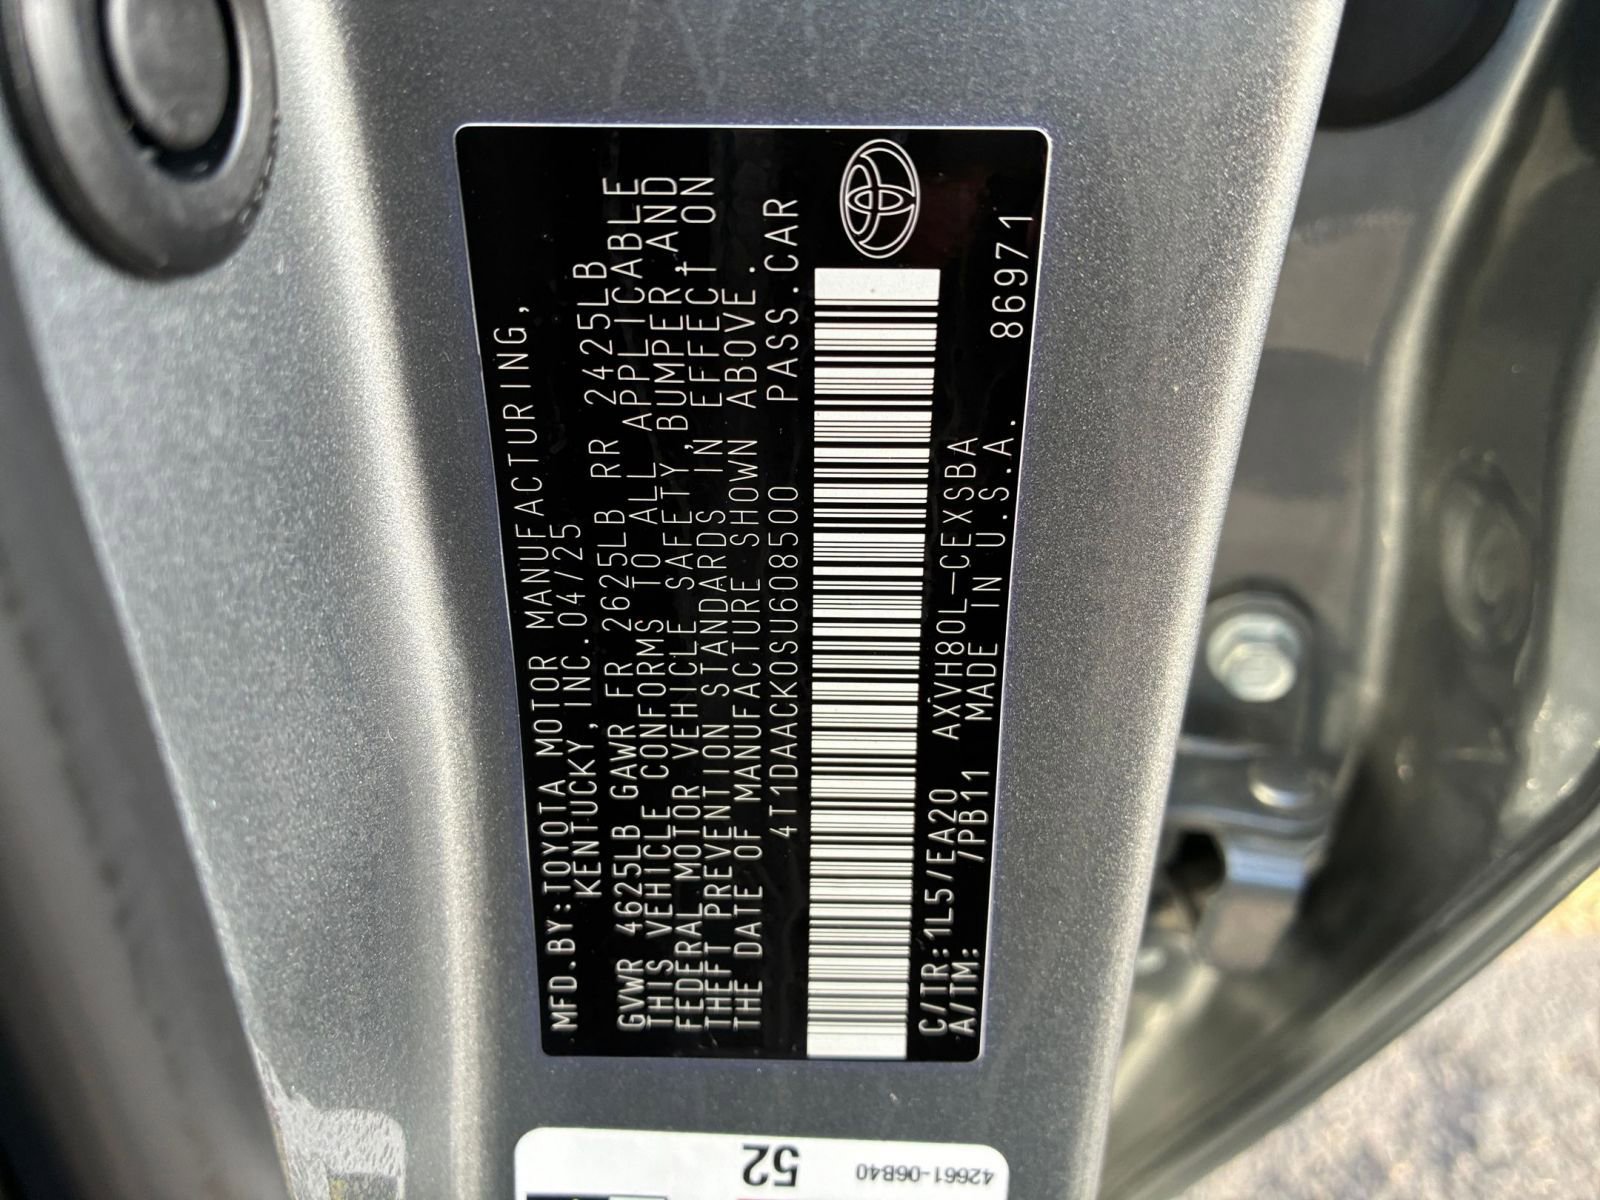 MFD.BY:TOYOTA MOTOR MANUFACTURING,
KENTUCKY, INC. 04/25
GVWR 4625LB GAWR FR 2625LB RR 2425LB
THIS VEHICLE CONFORMS TO ALL APPLICABLE
FEDERAL MOTOR VEHICLE SAFETY,BUMPER,AND
THEFT PREVENTION STANDARDS IN EFFECT ON
THE DATE OF MANUFACTURE SHOWN ABOVE.
4T1DAACK0SU608500 PASS.CAR
C/TR:1L5/EA20 AXVH80L-CEXSBA 86971
A/TM: /PB11 MADE IN U.S.A.
52
42661-06B40